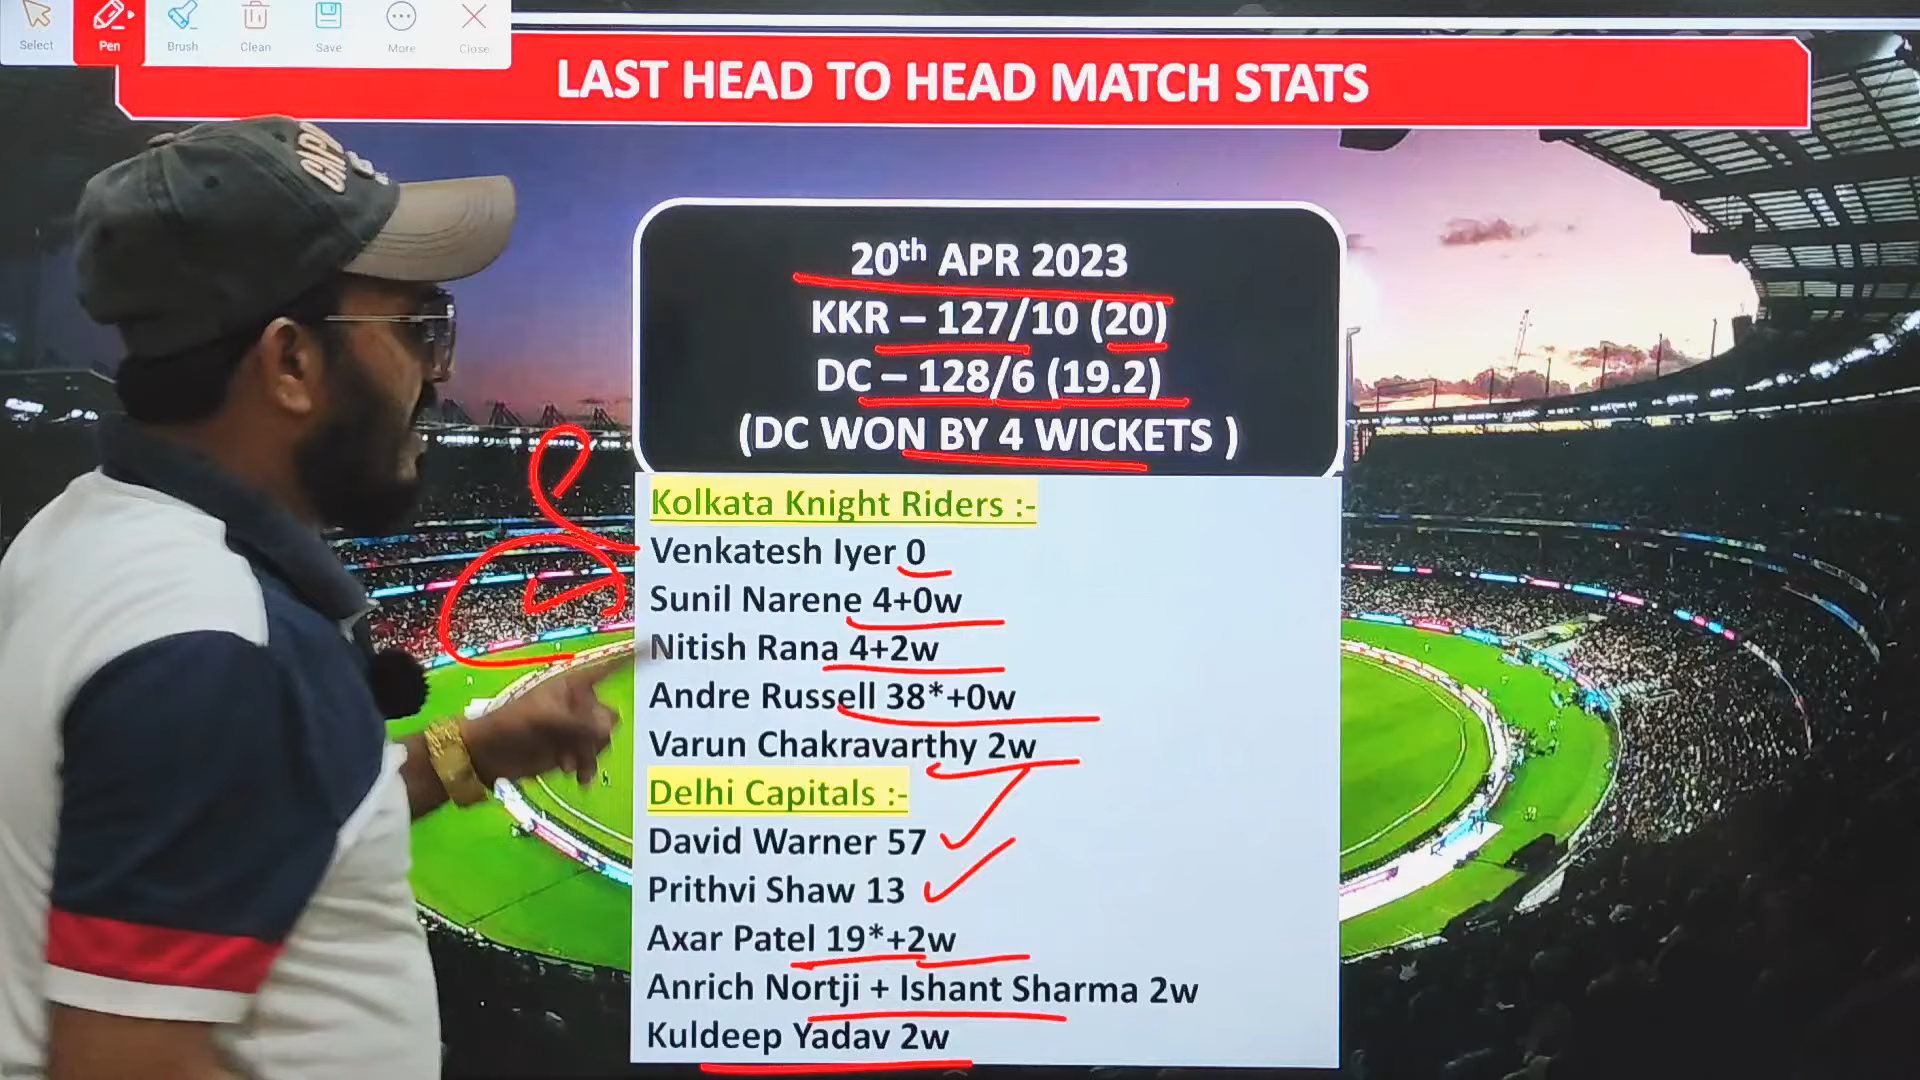 Select
Pen
Brush
Clean
Save
More
Close
LAST HEAD TO HEAD MATCH STATS
20th APR 2023
KKR – 127/10 (20)
DC – 128/6 (19.2)
(DC WON BY 4 WICKETS )
Kolkata Knight Riders :-
Venkatesh Iyer 0
Sunil Narene 4+0w
Nitish Rana 4+2w
Andre Russell 38*+0w
Varun Chakravarthy 2w
Delhi Capitals :-
David Warner 57
Prithvi Shaw 13
Axar Patel 19*+2w
Anrich Nortji + Ishant Sharma 2w
Kuldeep Yadav 2w